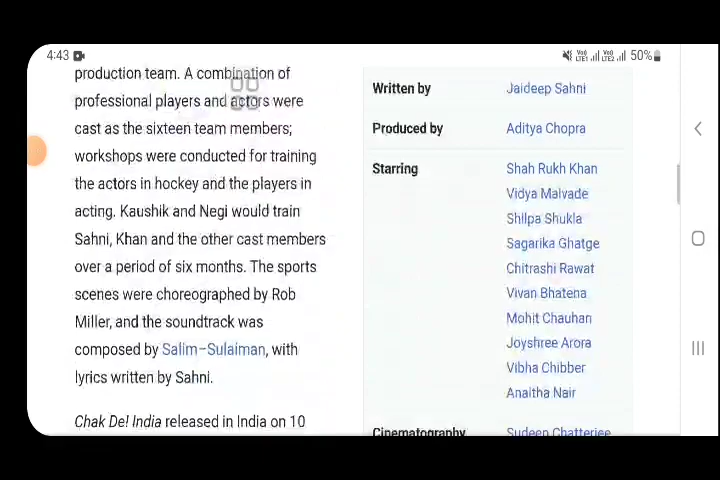 4:43
Voo LTE1 Voo LTE2 50%
production team. A combination of
professional players and actors were
cast as the sixteen team members;
workshops were conducted for training
the actors in hockey and the players in
acting. Kaushik and Negi would train
Sahni, Khan and the other cast members
over a period of six months. The sports
scenes were choreographed by Rob
Miller, and the soundtrack was
composed by Salim–Sulaiman, with
lyrics written by Sahni.
Chak De! India released in India on 10
Written by Jaideep Sahni
Produced by Aditya Chopra
Starring Shah Rukh Khan
Vidya Malvade
Shilpa Shukla
Sagarika Ghatge
Chitrashi Rawat
Vivan Bhatena
Mohit Chauhan
Joyshree Arora
Vibha Chibber
Anaitha Nair
Cinematography Sudeep Chatterjee